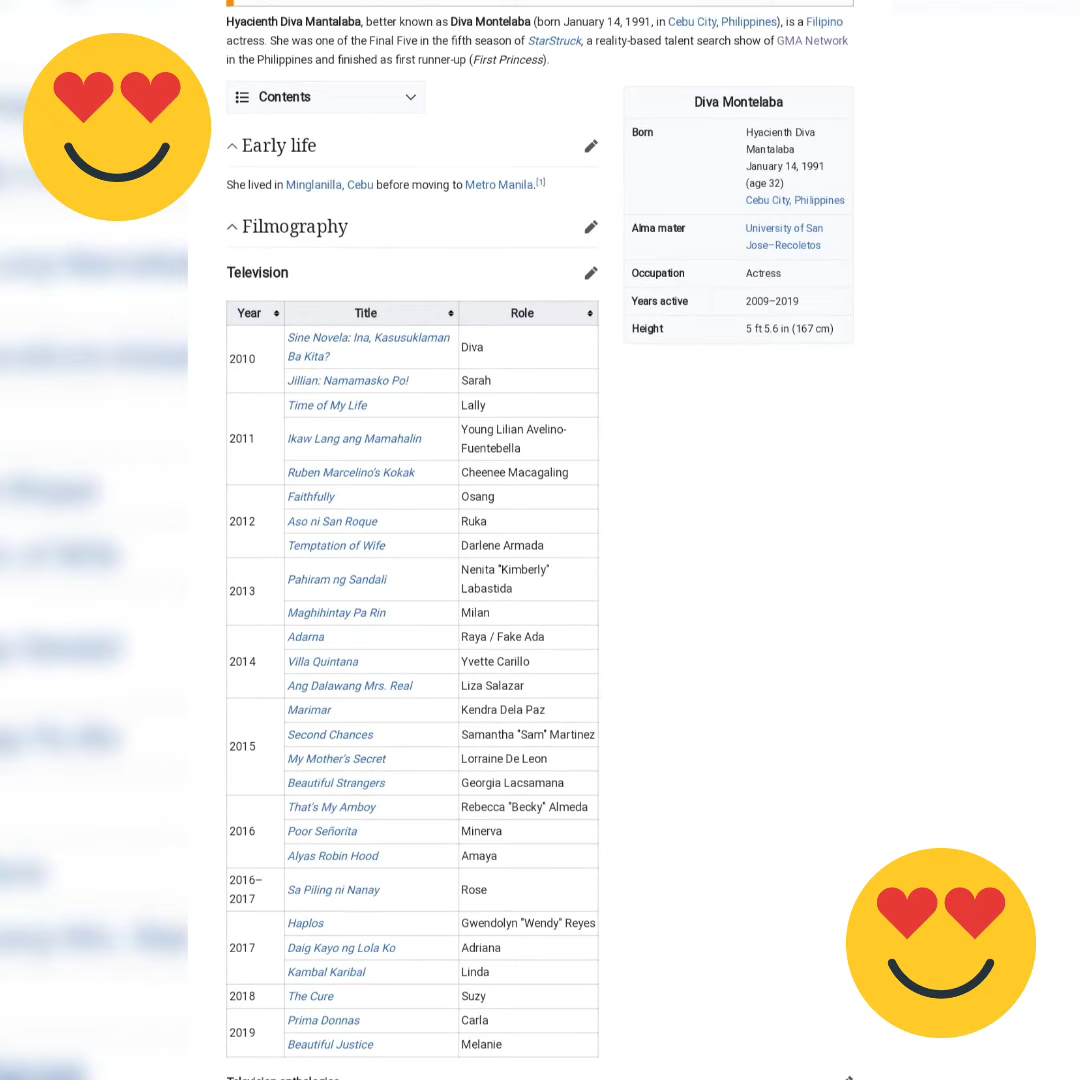 Hyacienth Diva Mantalaba, better known as Diva Montelaba (born January 14, 1991, in Cebu City, Philippines), is a Filipino
actress. She was one of the Final Five in the fifth season of StarStruck, a reality-based talent search show of GMA Network
in the Philippines and finished as first runner-up (First Princess).
Contents
Early life
She lived in Minglanilla, Cebu before moving to Metro Manila.[1]
Filmography
Television
Year Title Role
2010
Sine Novela: Ina, Kasusuklaman
Ba Kita?
Diva
Jillian: Namamasko Po! Sarah
2011
Time of My Life Lally
Ikaw Lang ang Mamahalin
Young Lilian Avelino-
Fuentebella
Ruben Marcelino's Kokak Cheenee Macagaling
2012
Faithfully Osang
Aso ni San Roque Ruka
Temptation of Wife Darlene Armada
2013
Pahiram ng Sandali
Nenita "Kimberly"
Labastida
Maghihintay Pa Rin Milan
2014
Adarna Raya / Fake Ada
Villa Quintana Yvette Carillo
Ang Dalawang Mrs. Real Liza Salazar
2015
Marimar Kendra Dela Paz
Second Chances Samantha "Sam" Martinez
My Mother's Secret Lorraine De Leon
Beautiful Strangers Georgia Lacsamana
2016
That's My Amboy Rebecca "Becky" Almeda
Poor Señorita Minerva
Alyas Robin Hood Amaya
2016–
2017
Sa Piling ni Nanay Rose
2017
Haplos Gwendolyn "Wendy" Reyes
Daig Kayo ng Lola Ko Adriana
Kambal Karibal Linda
2018 The Cure Suzy
2019
Prima Donnas Carla
Beautiful Justice Melanie
Diva Montelaba
Born
Hyacienth Diva
Mantalaba
January 14, 1991
(age 32)
Cebu City, Philippines
Alma mater
University of San
Jose–Recoletos
Occupation Actress
Years active 2009–2019
Height 5 ft 5.6 in (167 cm)